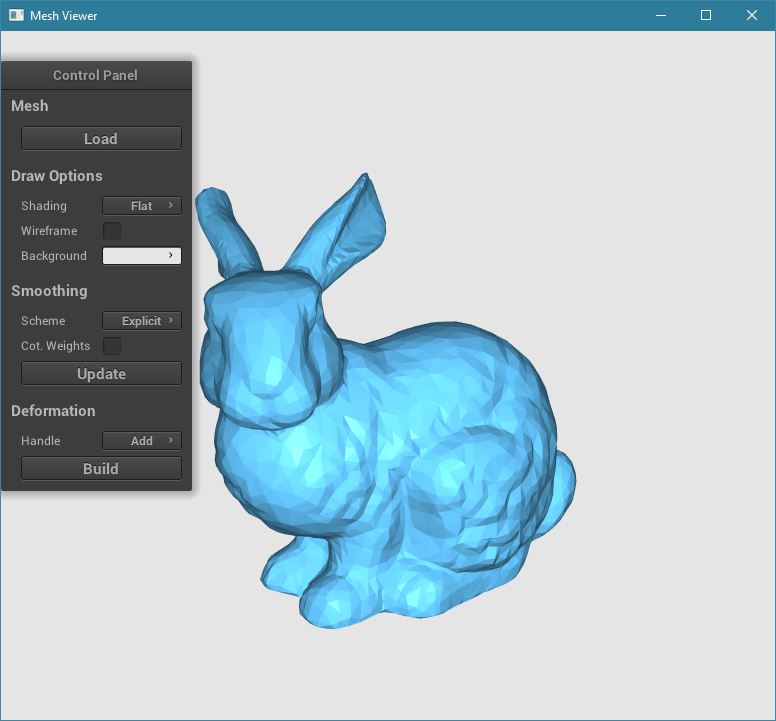 Mesh Viewer
Control Panel
Mesh
Load
Draw Options
Shading Flat
Wireframe
Background
Smoothing
Scheme Explicit
Cot. Weights
Update
Deformation
Handle Add
Build